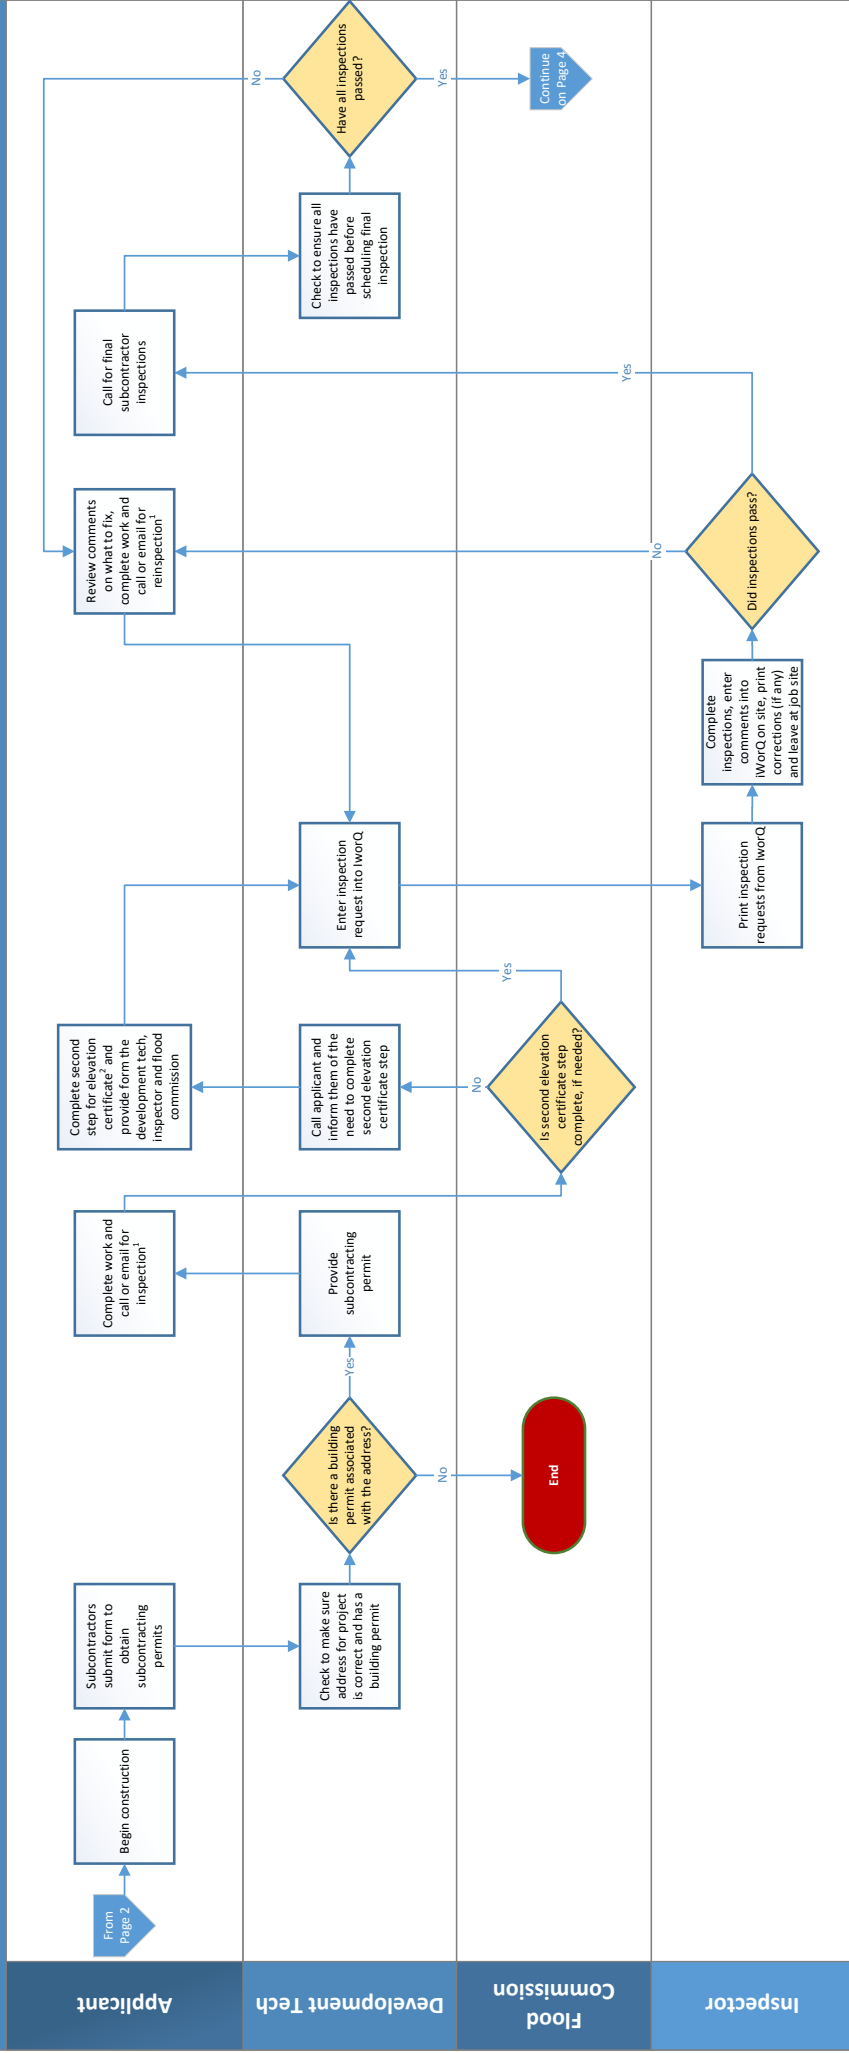 Applicant
From
Page 2
Begin construction
Subcontractors
submit form to
obtain
subcontracting
permits
Complete work and
call or email for
inspection1
Complete second
step for elevation
certificate2 and
provide form the
development tech,
inspector and flood
commission
Review comments
on what to fix,
complete work and
call or email for
reinspection1
Call for final
subcontractor
inspections
Development Tech
Check to make sure
address for project
is correct and has a
building permit
Is there a building
permit associated
with the address?
Yes
No
Provide
subcontracting
permit
Call applicant and
inform them of the
need to complete
second elevation
certificate step
Enter inspection
request into IworQ
Check to ensure all
inspections have
passed before
scheduling final
inspection
Have all inspections
passed?
No
Yes
Flood
Commission
End
Is second elevation
certificate step
complete, if needed?
No
Yes
Continue
on Page 4
Inspector
Print inspection
requests from IworQ
Complete
inspections, enter
comments into
iWorQ on site, print
corrections (if any)
and leave at job site
Did inspections pass?
No
Yes